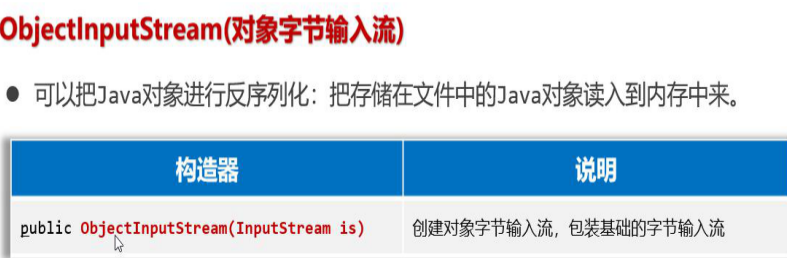 ObjectInputStream(对象字节输入流)
● 可以把Java对象进行反序列化：把存储在文件中的Java对象读入到内存中来。
构造器 说明
public ObjectInputStream(InputStream is) 创建对象字节输入流，包装基础的字节输入流